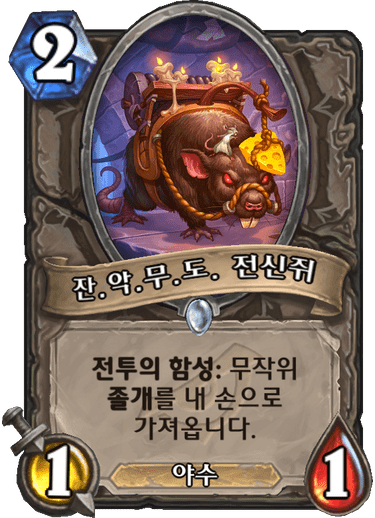 2
잔.악.무.도. 전신쥐
전투의 함성: 무작위
졸개를 내 손으로
가져옵니다.
야수
1
1